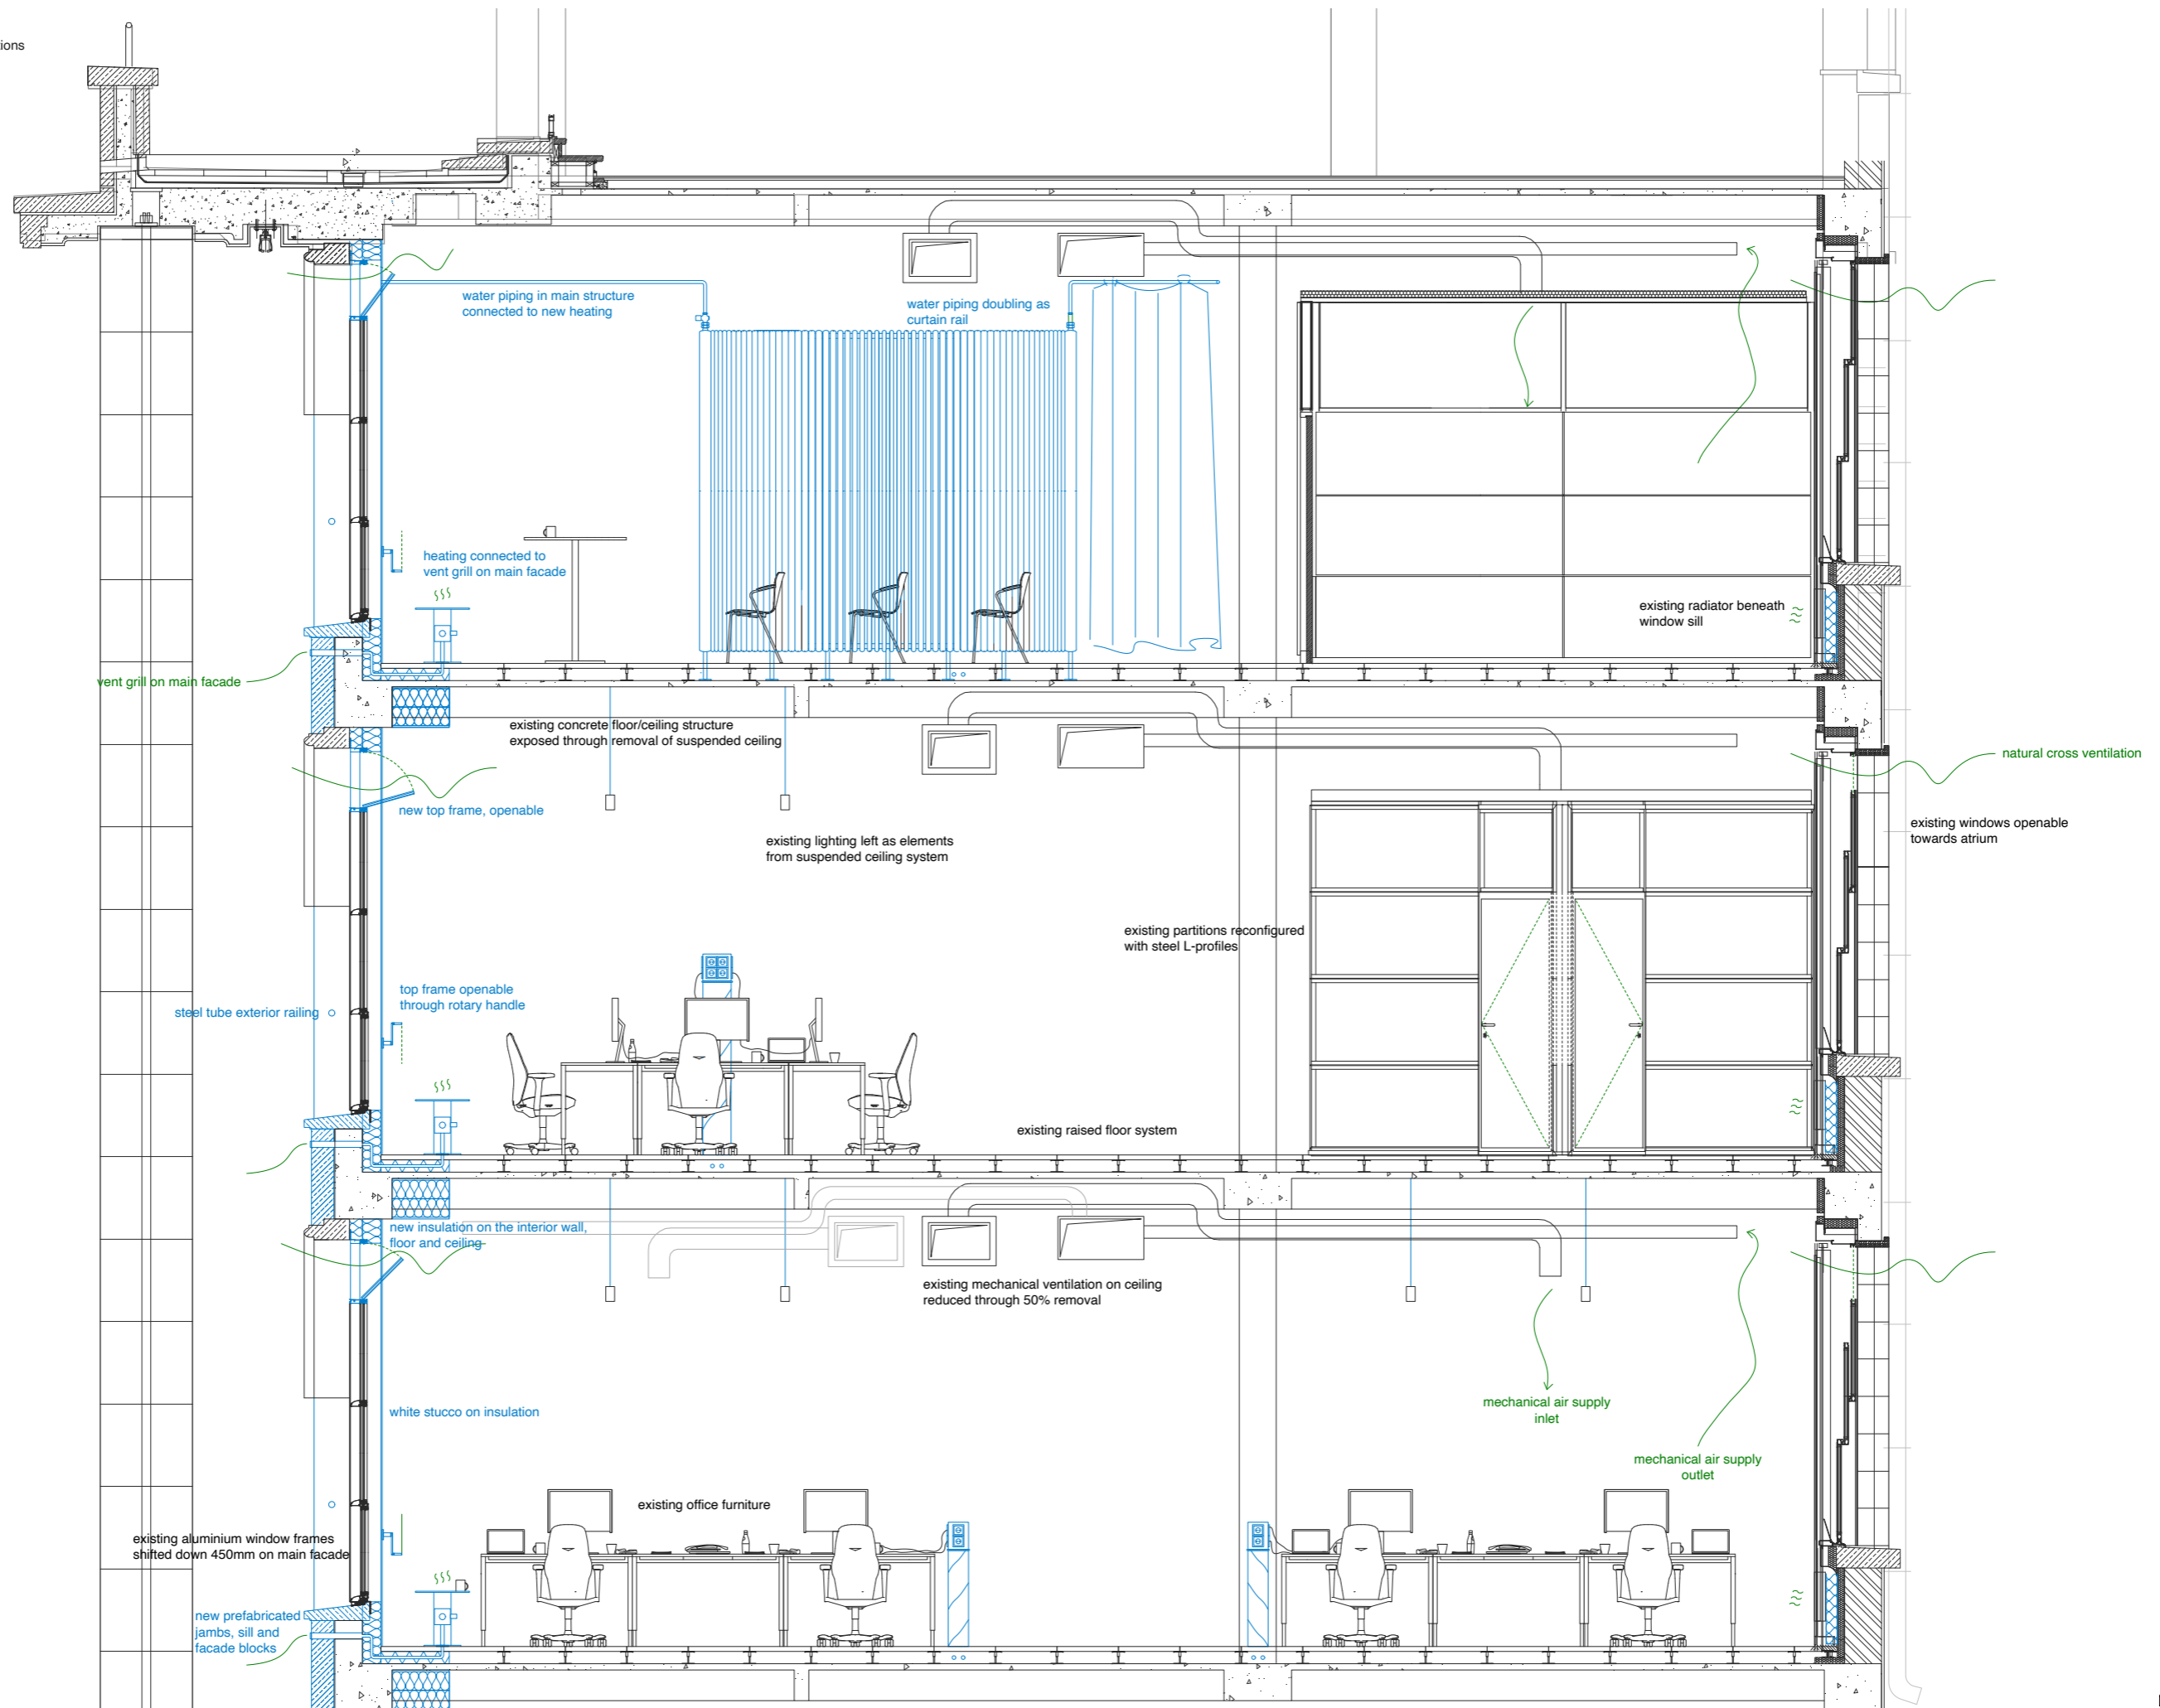 water piping in main structure
connected to new heating
water piping doubling as
curtain rail
heating connected to
vent grill on main facade
existing radiator beneath
window sill
vent grill on main facade
existing concrete floor/ceiling structure
exposed through removal of suspended ceiling
natural cross ventilation
new top frame, openable
existing lighting left as elements
from suspended ceiling system
existing windows openable
towards atrium
existing partitions reconfigured
with steel L-profiles
top frame openable
through rotary handle
steel tube exterior railing
existing raised floor system
new insulation on the interior wall,
floor and ceiling
existing mechanical ventilation on ceiling
reduced through 50% removal
white stucco on insulation
mechanical air supply
inlet
mechanical air supply
outlet
existing office furniture
existing aluminium window frames
shifted down 450mm on main facade
new prefabricated
jambs, sill and
facade blocks